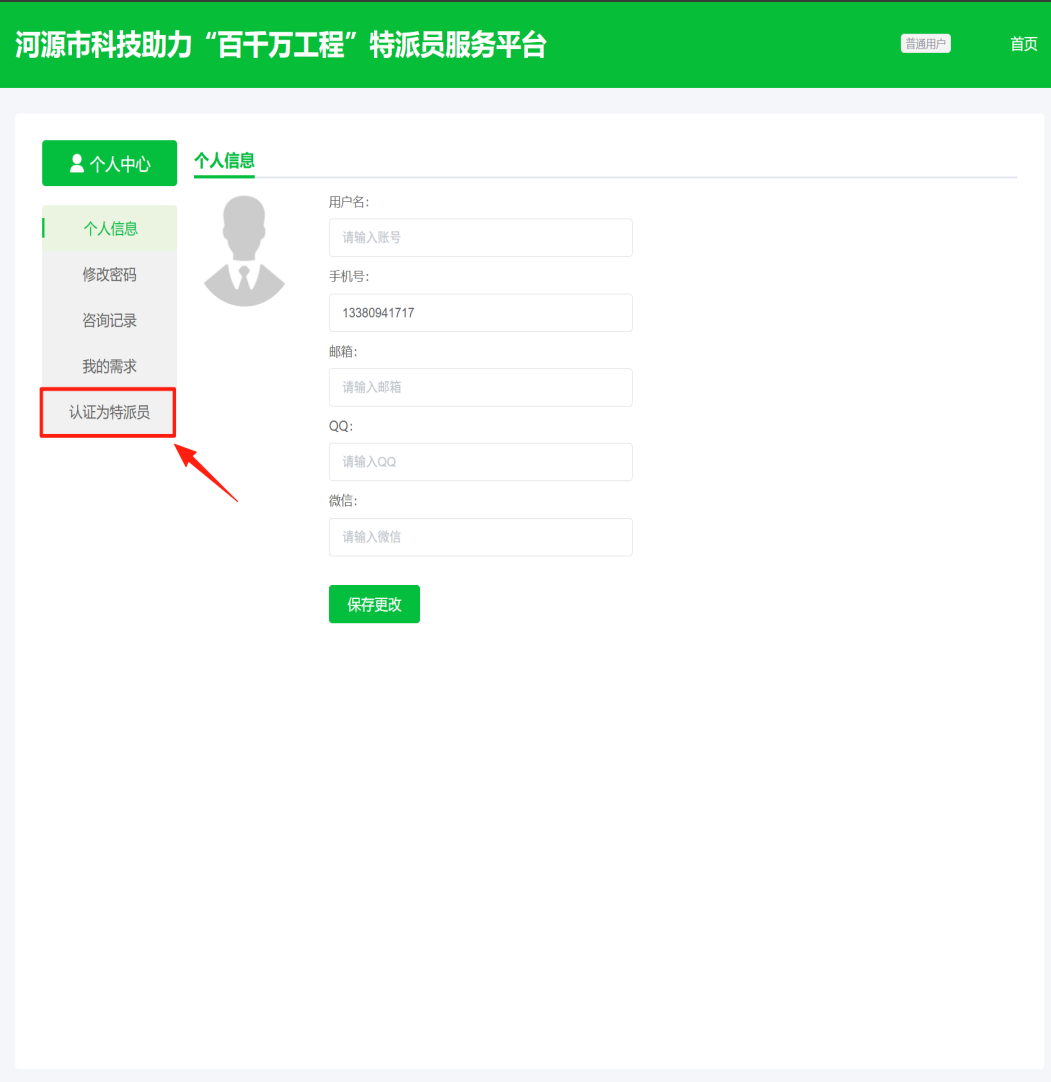 河源市科技助力“百千万工程”特派员服务平台
普通用户
首页
个人中心
个人信息
修改密码
咨询记录
我的需求
认证为特派员
个人信息
用户名：
请输入账号
手机号：
13380941717
邮箱：
请输入邮箱
QQ：
请输入QQ
微信：
请输入微信
保存更改